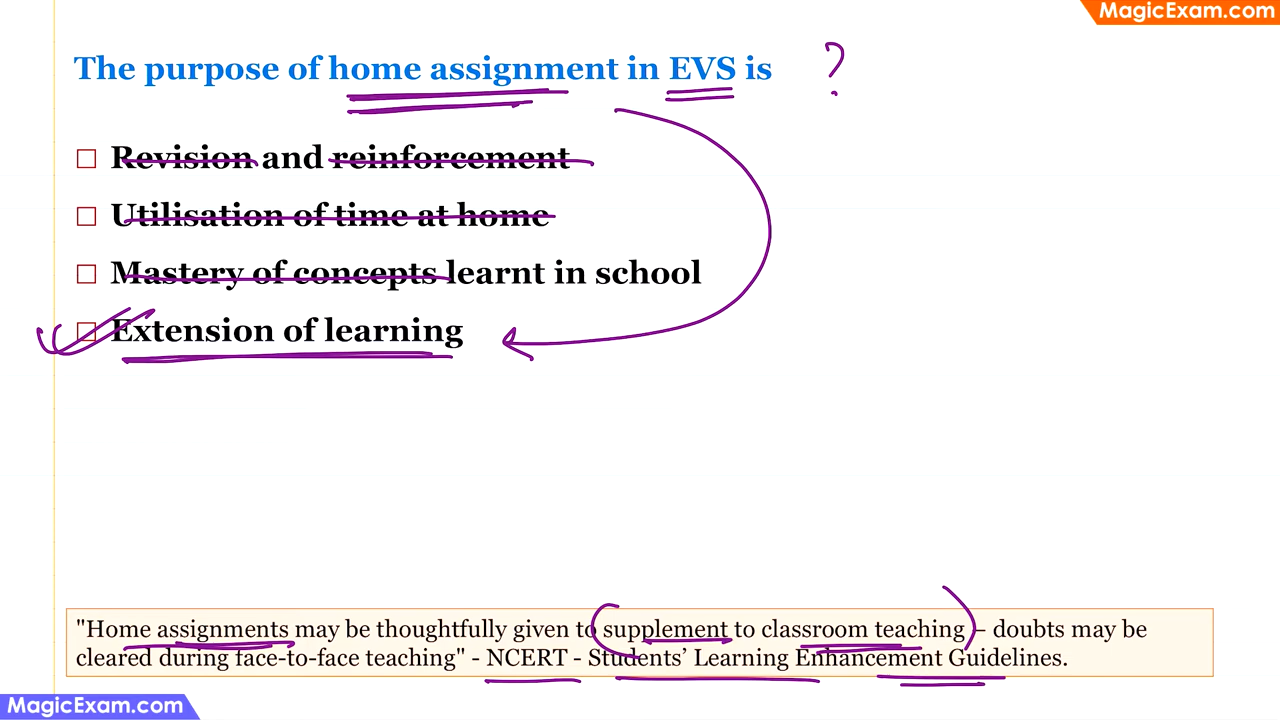 MagicExam.com
The purpose of home assignment in EVS is ?
Revision and reinforcement
Utilisation of time at home
Mastery of concepts learnt in school
Extension of learning
"Home assignments may be thoughtfully given to supplement to classroom teaching – doubts may be
cleared during face-to-face teaching" - NCERT - Students’ Learning Enhancement Guidelines.
MagicExam.com